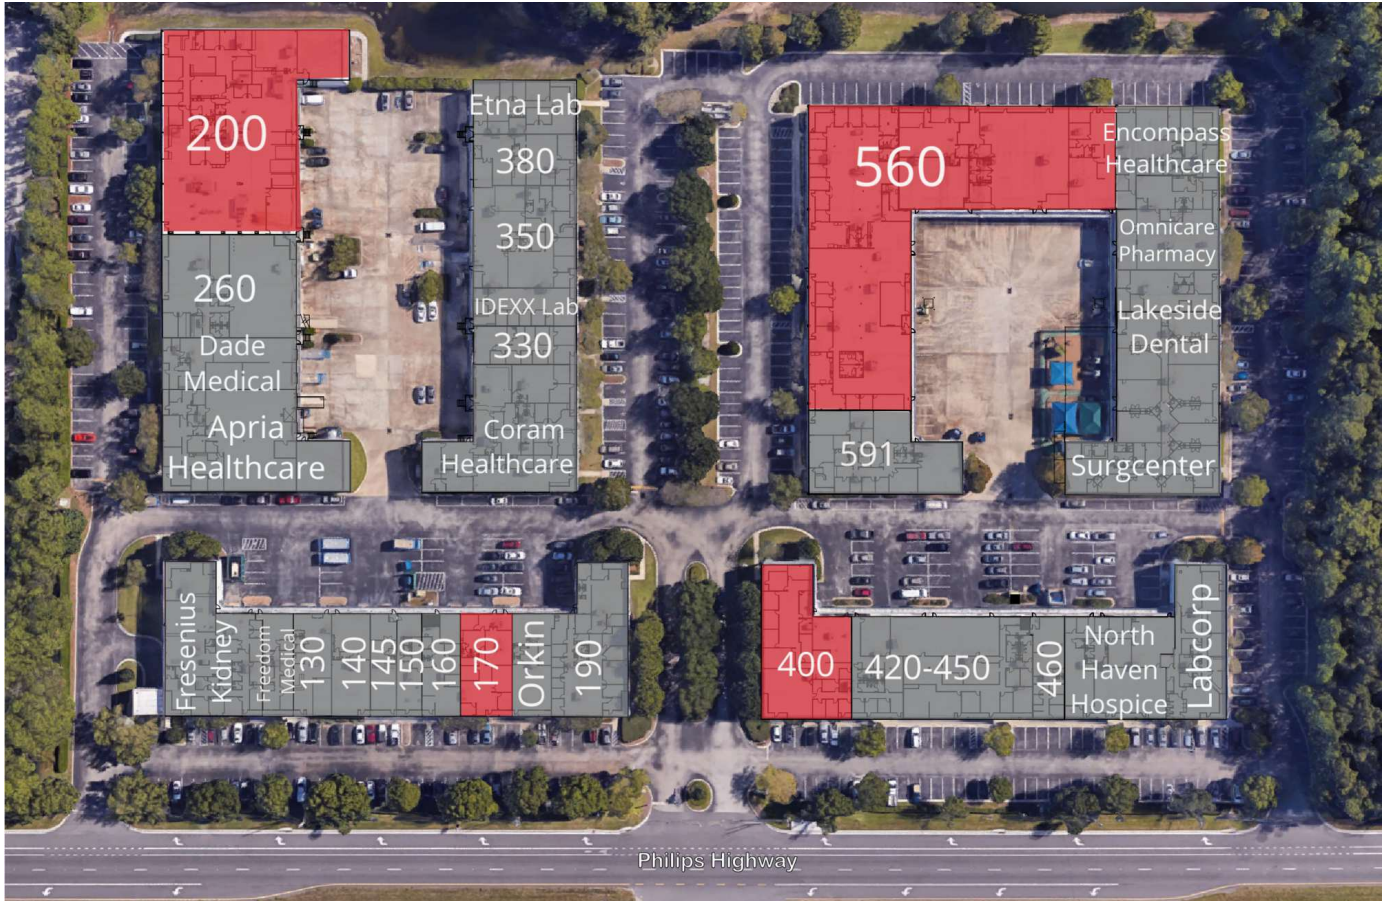 200
260
Dade
Medical
Apria
Healthcare
Etna Lab
380
350
IDEXX Lab
330
Coram
Healthcare
560
591
Encompass
Healthcare
Omnicare
Pharmacy
Lakeside
Dental
Surgcenter
Fresenius
Kidney
Freedom
Medical
130
140
145
150
160
170
Orkin
190
400
420-450
460
North
Haven
Hospice
Labcorp
Philips Highway